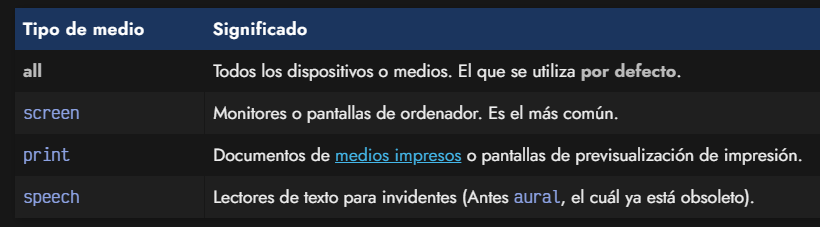 Tipo de medio Significado
all Todos los dispositivos o medios. El que se utiliza por defecto.
screen Monitores o pantallas de ordenador. Es el más común.
print Documentos de medios impresos o pantallas de previsualización de impresión.
speech Lectores de texto para invidentes (Antes aural, el cuál ya está obsoleto).